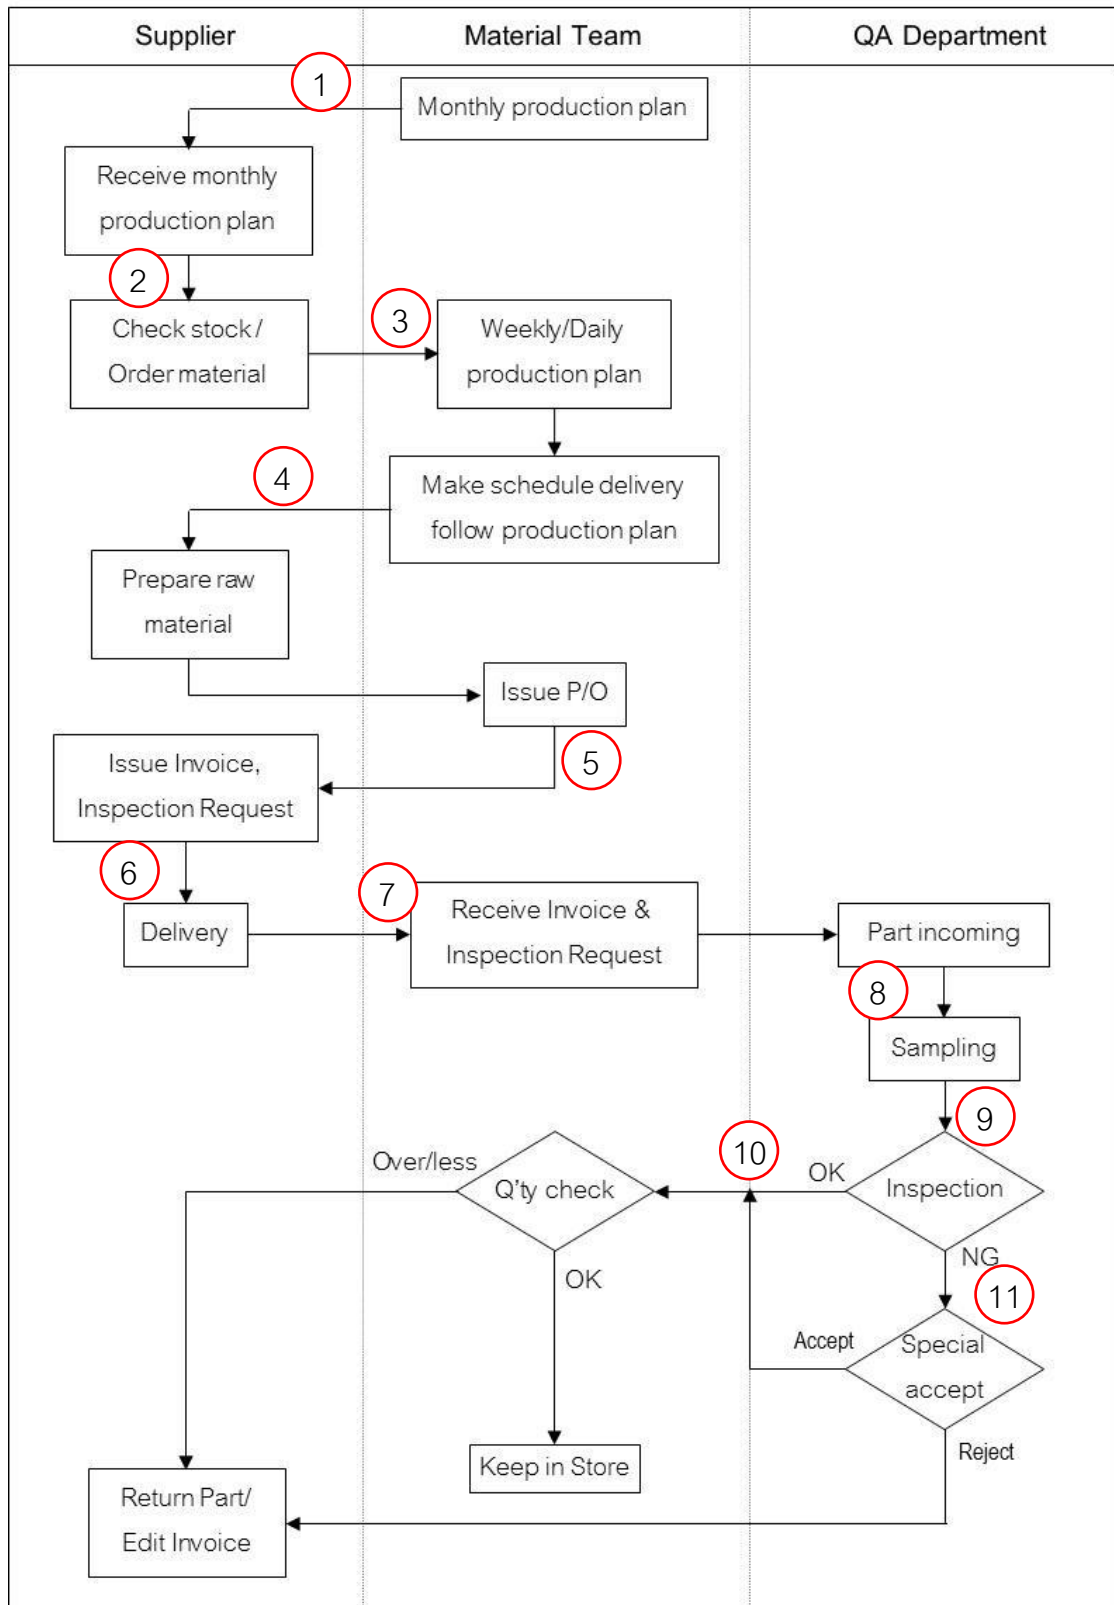 Supplier
Material Team
QA Department
1
Monthly production plan
Receive monthly
production plan
2
Check stock /
Order material
3
Weekly/Daily
production plan
4
Make schedule delivery
follow production plan
Prepare raw
material
Issue P/O
5
Issue Invoice,
Inspection Request
6
Delivery
7
Receive Invoice &
Inspection Request
Part incoming
8
Sampling
9
Inspection
OK
10
Q'ty check
Over/less
OK
NG
11
Special
accept
Accept
Reject
Keep in Store
Return Part/
Edit Invoice